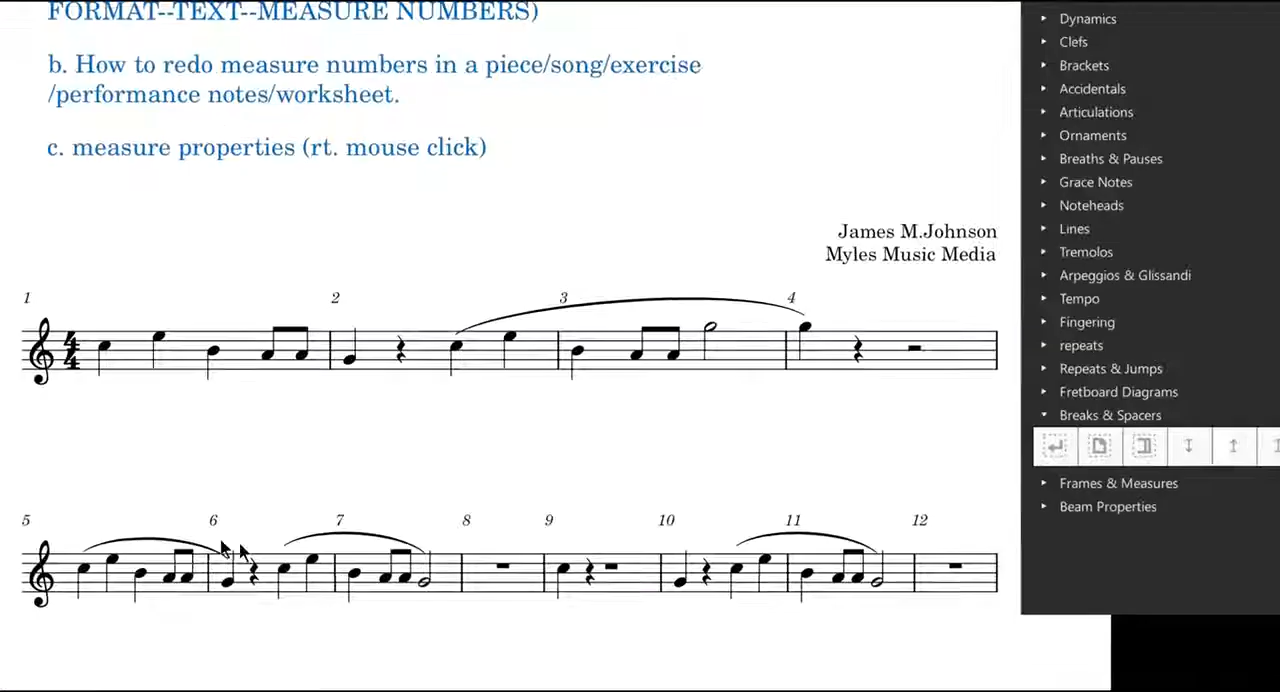 FORMAT--TEXT--MEASURE NUMBERS)
b. How to redo measure numbers in a piece/song/exercise
/performance notes/worksheet.
c. measure properties (rt. mouse click)
James M.Johnson
Myles Music Media
1 2 3 4
4
4
5 6 7 8 9 10 11 12
Dynamics
Clefs
Brackets
Accidentals
Articulations
Ornaments
Breaths & Pauses
Grace Notes
Noteheads
Lines
Tremolos
Arpeggios & Glissandi
Tempo
Fingering
repeats
Repeats & Jumps
Fretboard Diagrams
Breaks & Spacers
Frames & Measures
Beam Properties